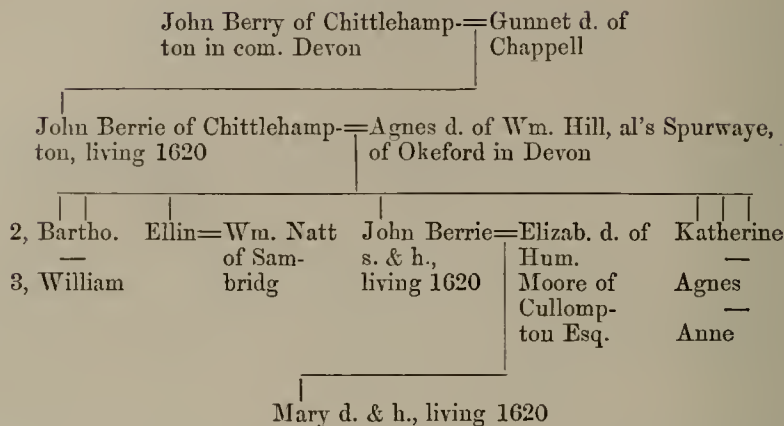 John Berry of Chittlehamp-=Gunnet d. of
ton in com. Devon Chappell
John Berrie of Chittlehamp-=Agnes d. of Wm. Hill, al's Spurwaye,
ton, living 1620 of Okeford in Devon
2, Bartho. Ellin=Wm. Natt John Berrie=Elizab. d. of Katherine
— of Sam- s. & h., Hum. —
3, William bridg living 1620 Moore of Agnes
Cullomp- —
ton Esq. Anne
Mary d. & h., living 1620